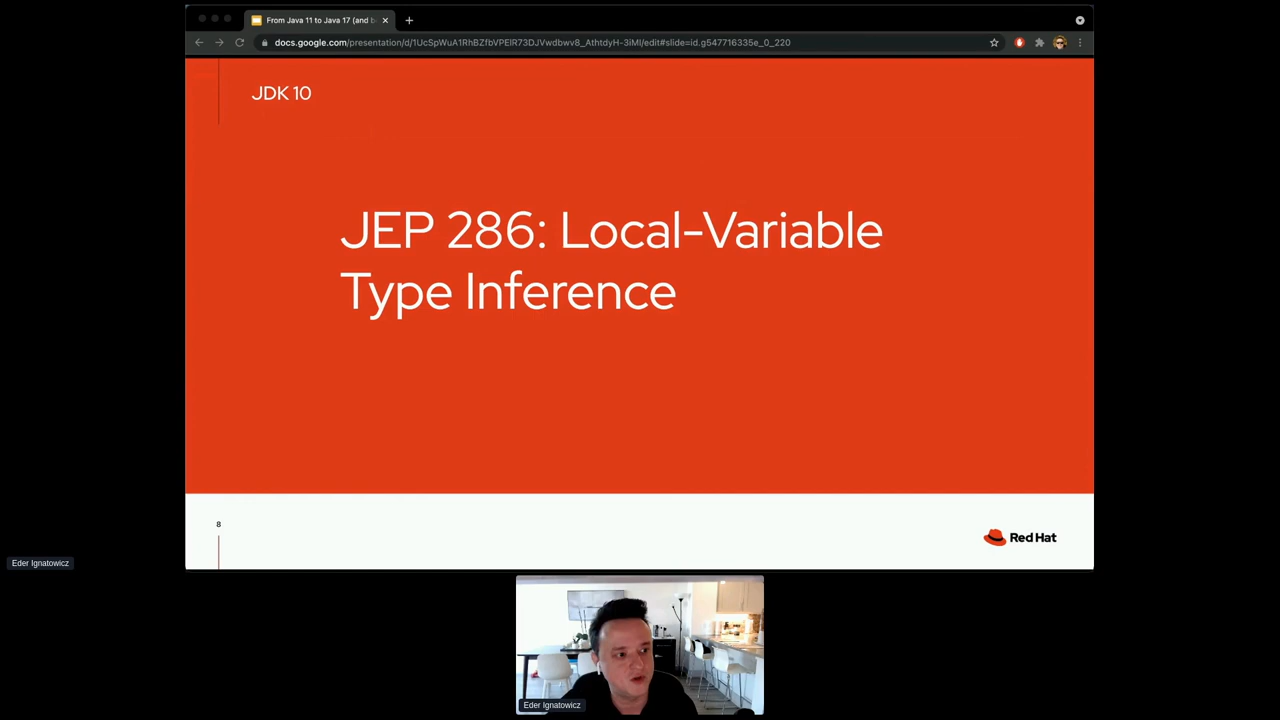 From Java 11 to Java 17 (and b
docs.google.com/presentation/d/1UcSpWuA1RhBZfbVPElR73DJVwdbwv8_AthtdyH-3iMI/edit#slide=id.g547716335e_0_220
JDK 10
JEP 286: Local-Variable
Type Inference
8
Red Hat
Eder Ignatowicz
Eder Ignatowicz